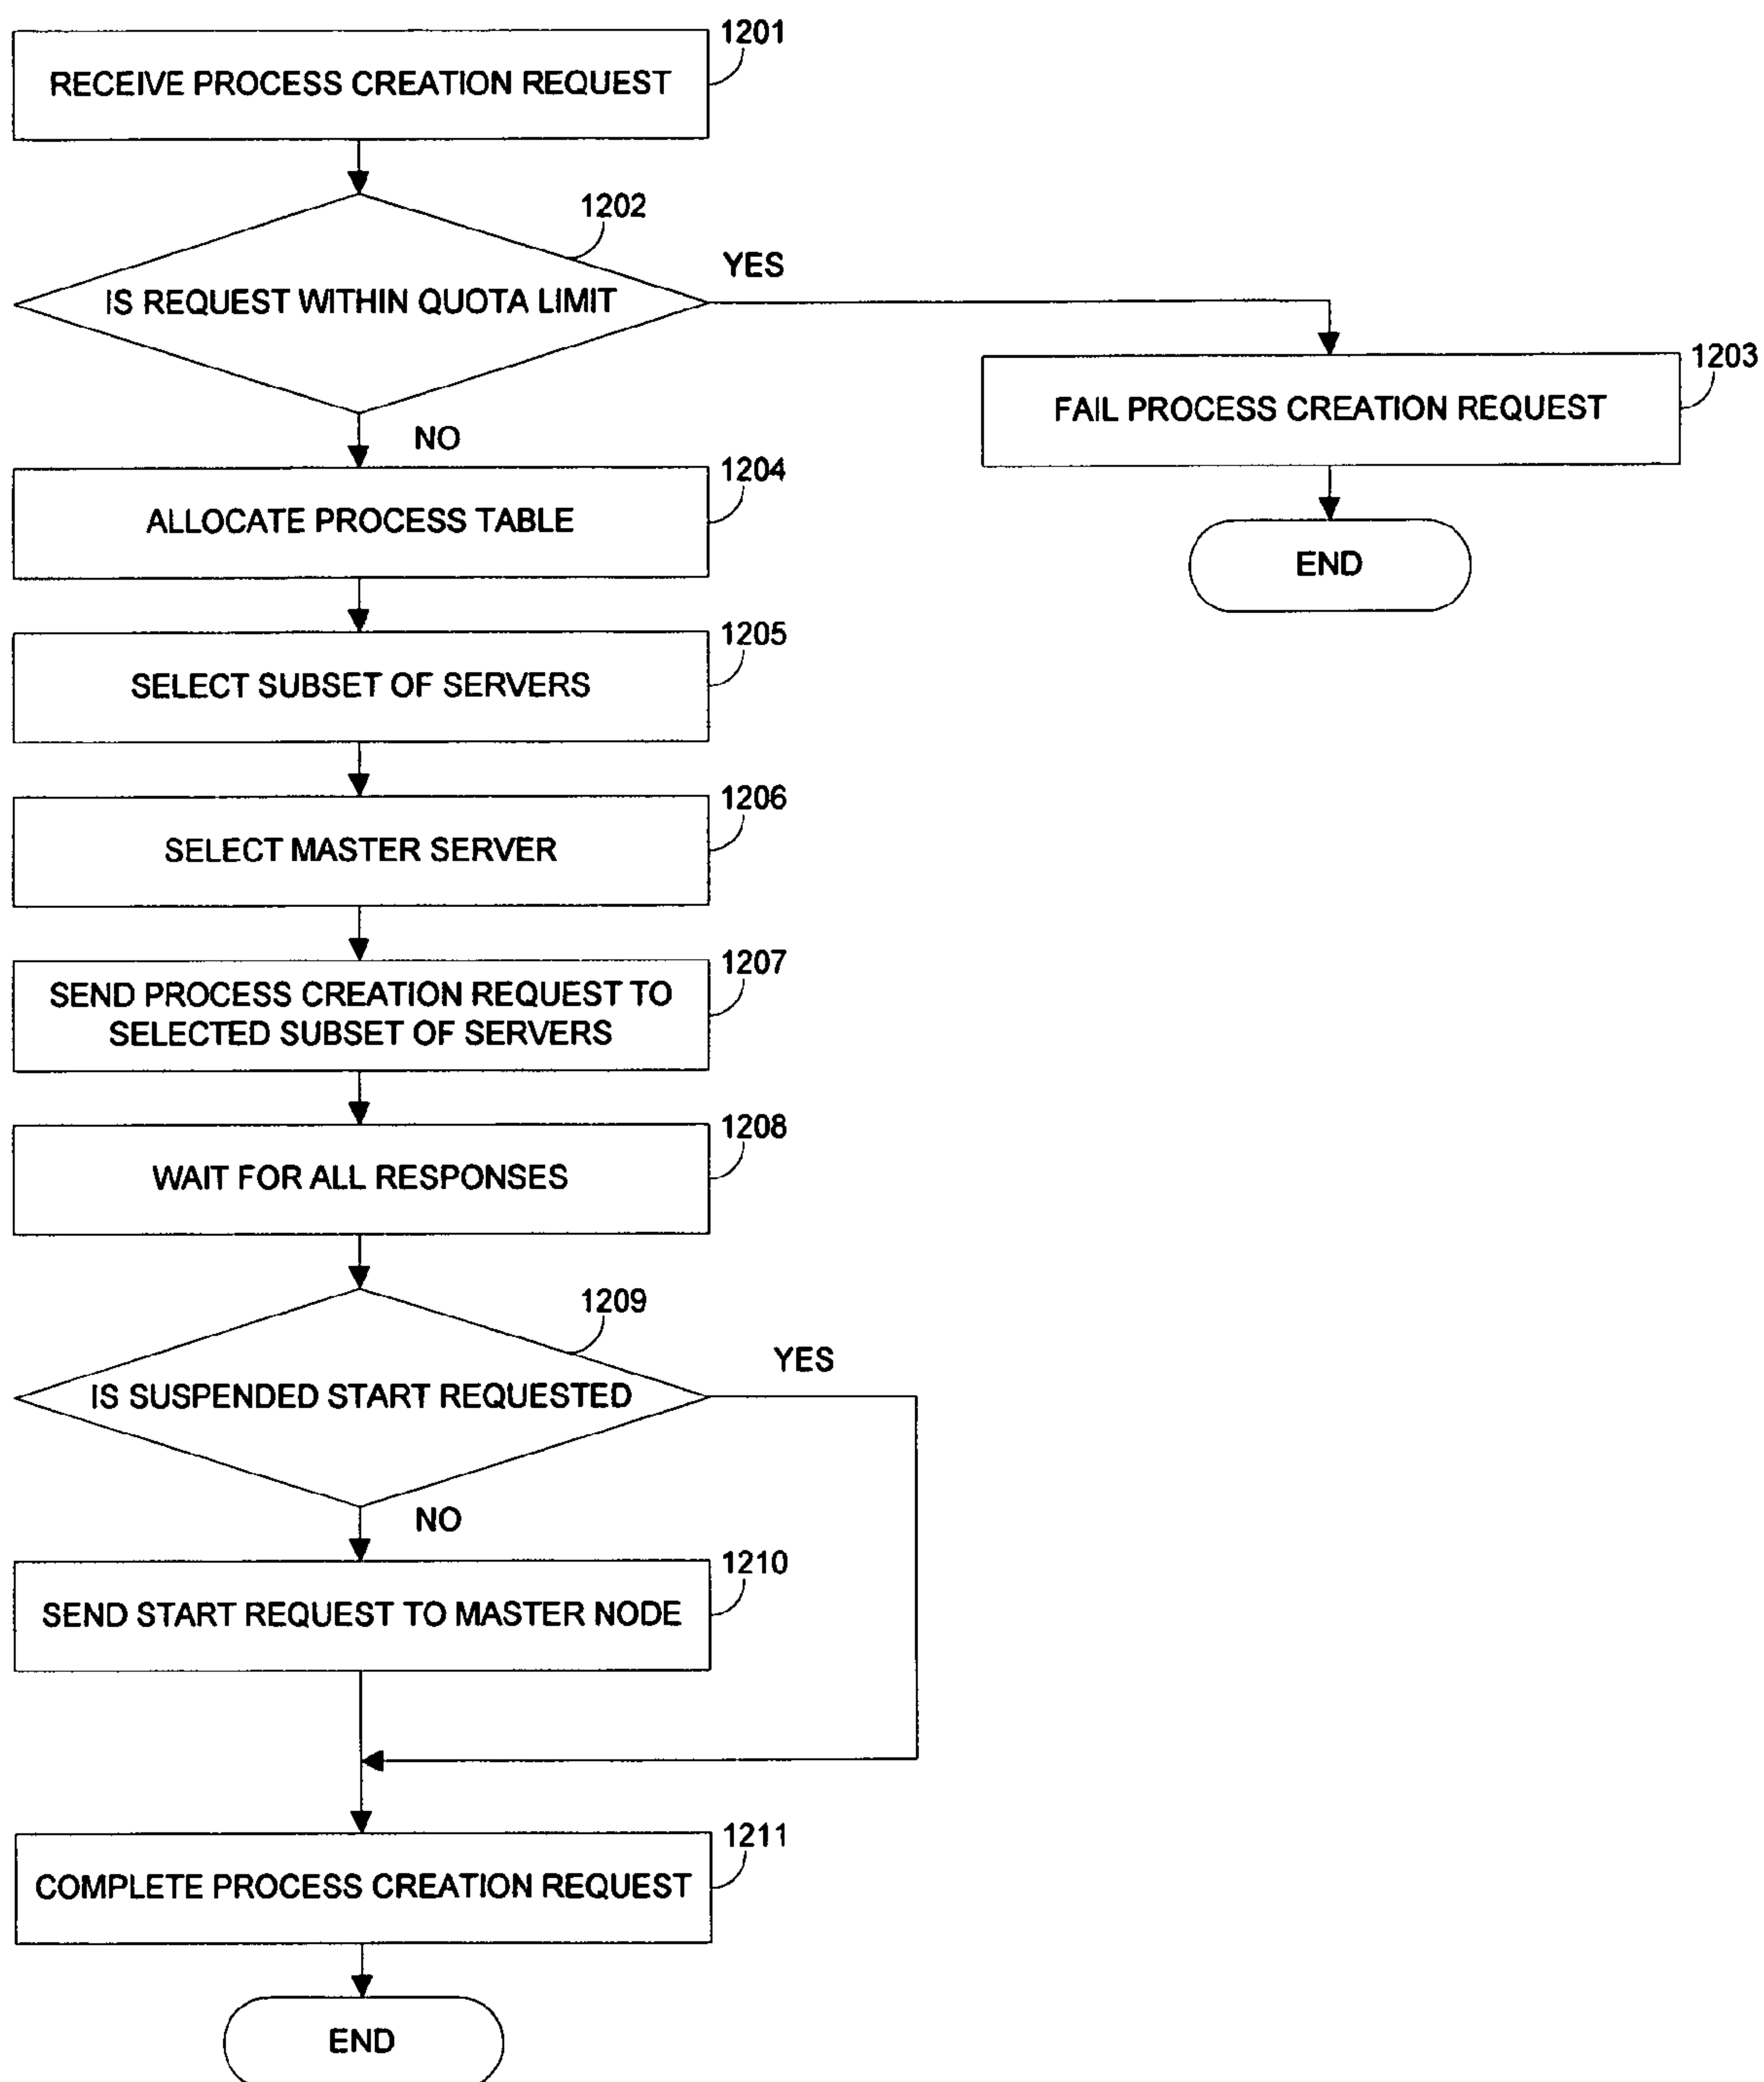 1201
RECEIVE PROCESS CREATION REQUEST
1202
IS REQUEST WITHIN QUOTA LIMIT
YES
1203
FAIL PROCESS CREATION REQUEST
END
NO
1204
ALLOCATE PROCESS TABLE
1205
SELECT SUBSET OF SERVERS
1206
SELECT MASTER SERVER
1207
SEND PROCESS CREATION REQUEST TO
SELECTED SUBSET OF SERVERS
1208
WAIT FOR ALL RESPONSES
1209
IS SUSPENDED START REQUESTED
YES
NO
1210
SEND START REQUEST TO MASTER NODE
1211
COMPLETE PROCESS CREATION REQUEST
END